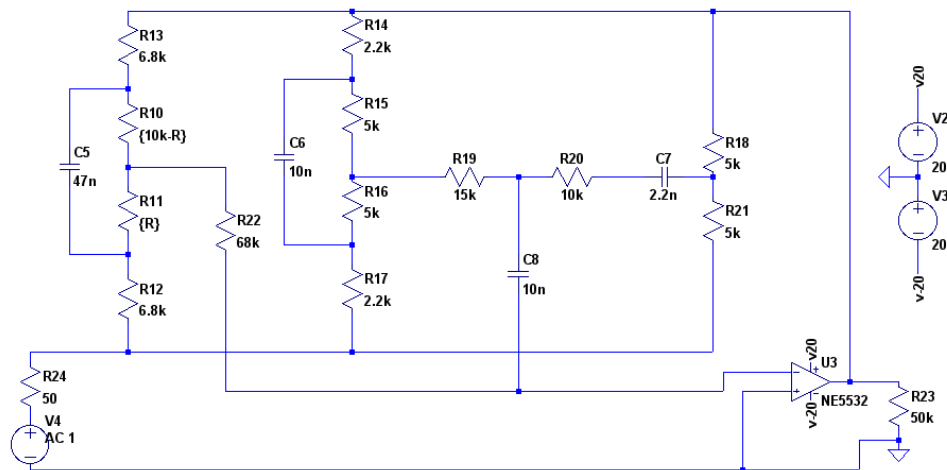 R13
6.8k
R10
{10k-R}
C5
47n
R11
{R}
R12
6.8k
R22
68k
R24
50
V4
AC 1
R14
2.2k
R15
5k
C6
10n
R16
5k
R17
2.2k
R19
15k
R20
10k
C7
2.2n
C8
10n
R18
5k
R21
5k
v20
U3
NE5532
v-20
R23
50k
v20
V2
20
V3
20
v-20